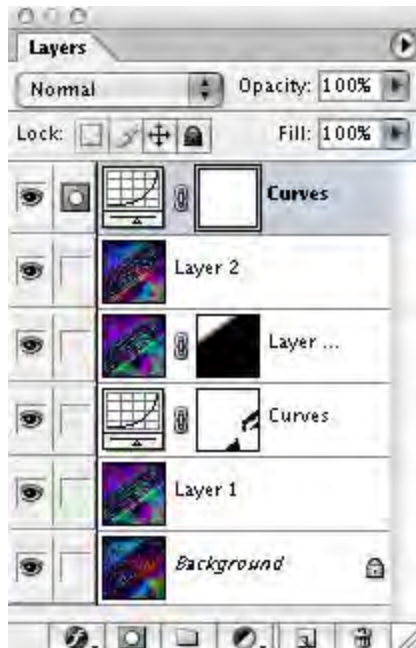 Layers
Normal Opacity: 100%
Lock: Fill: 100%
Curves
Layer 2
Layer ...
Curves
Layer 1
Background